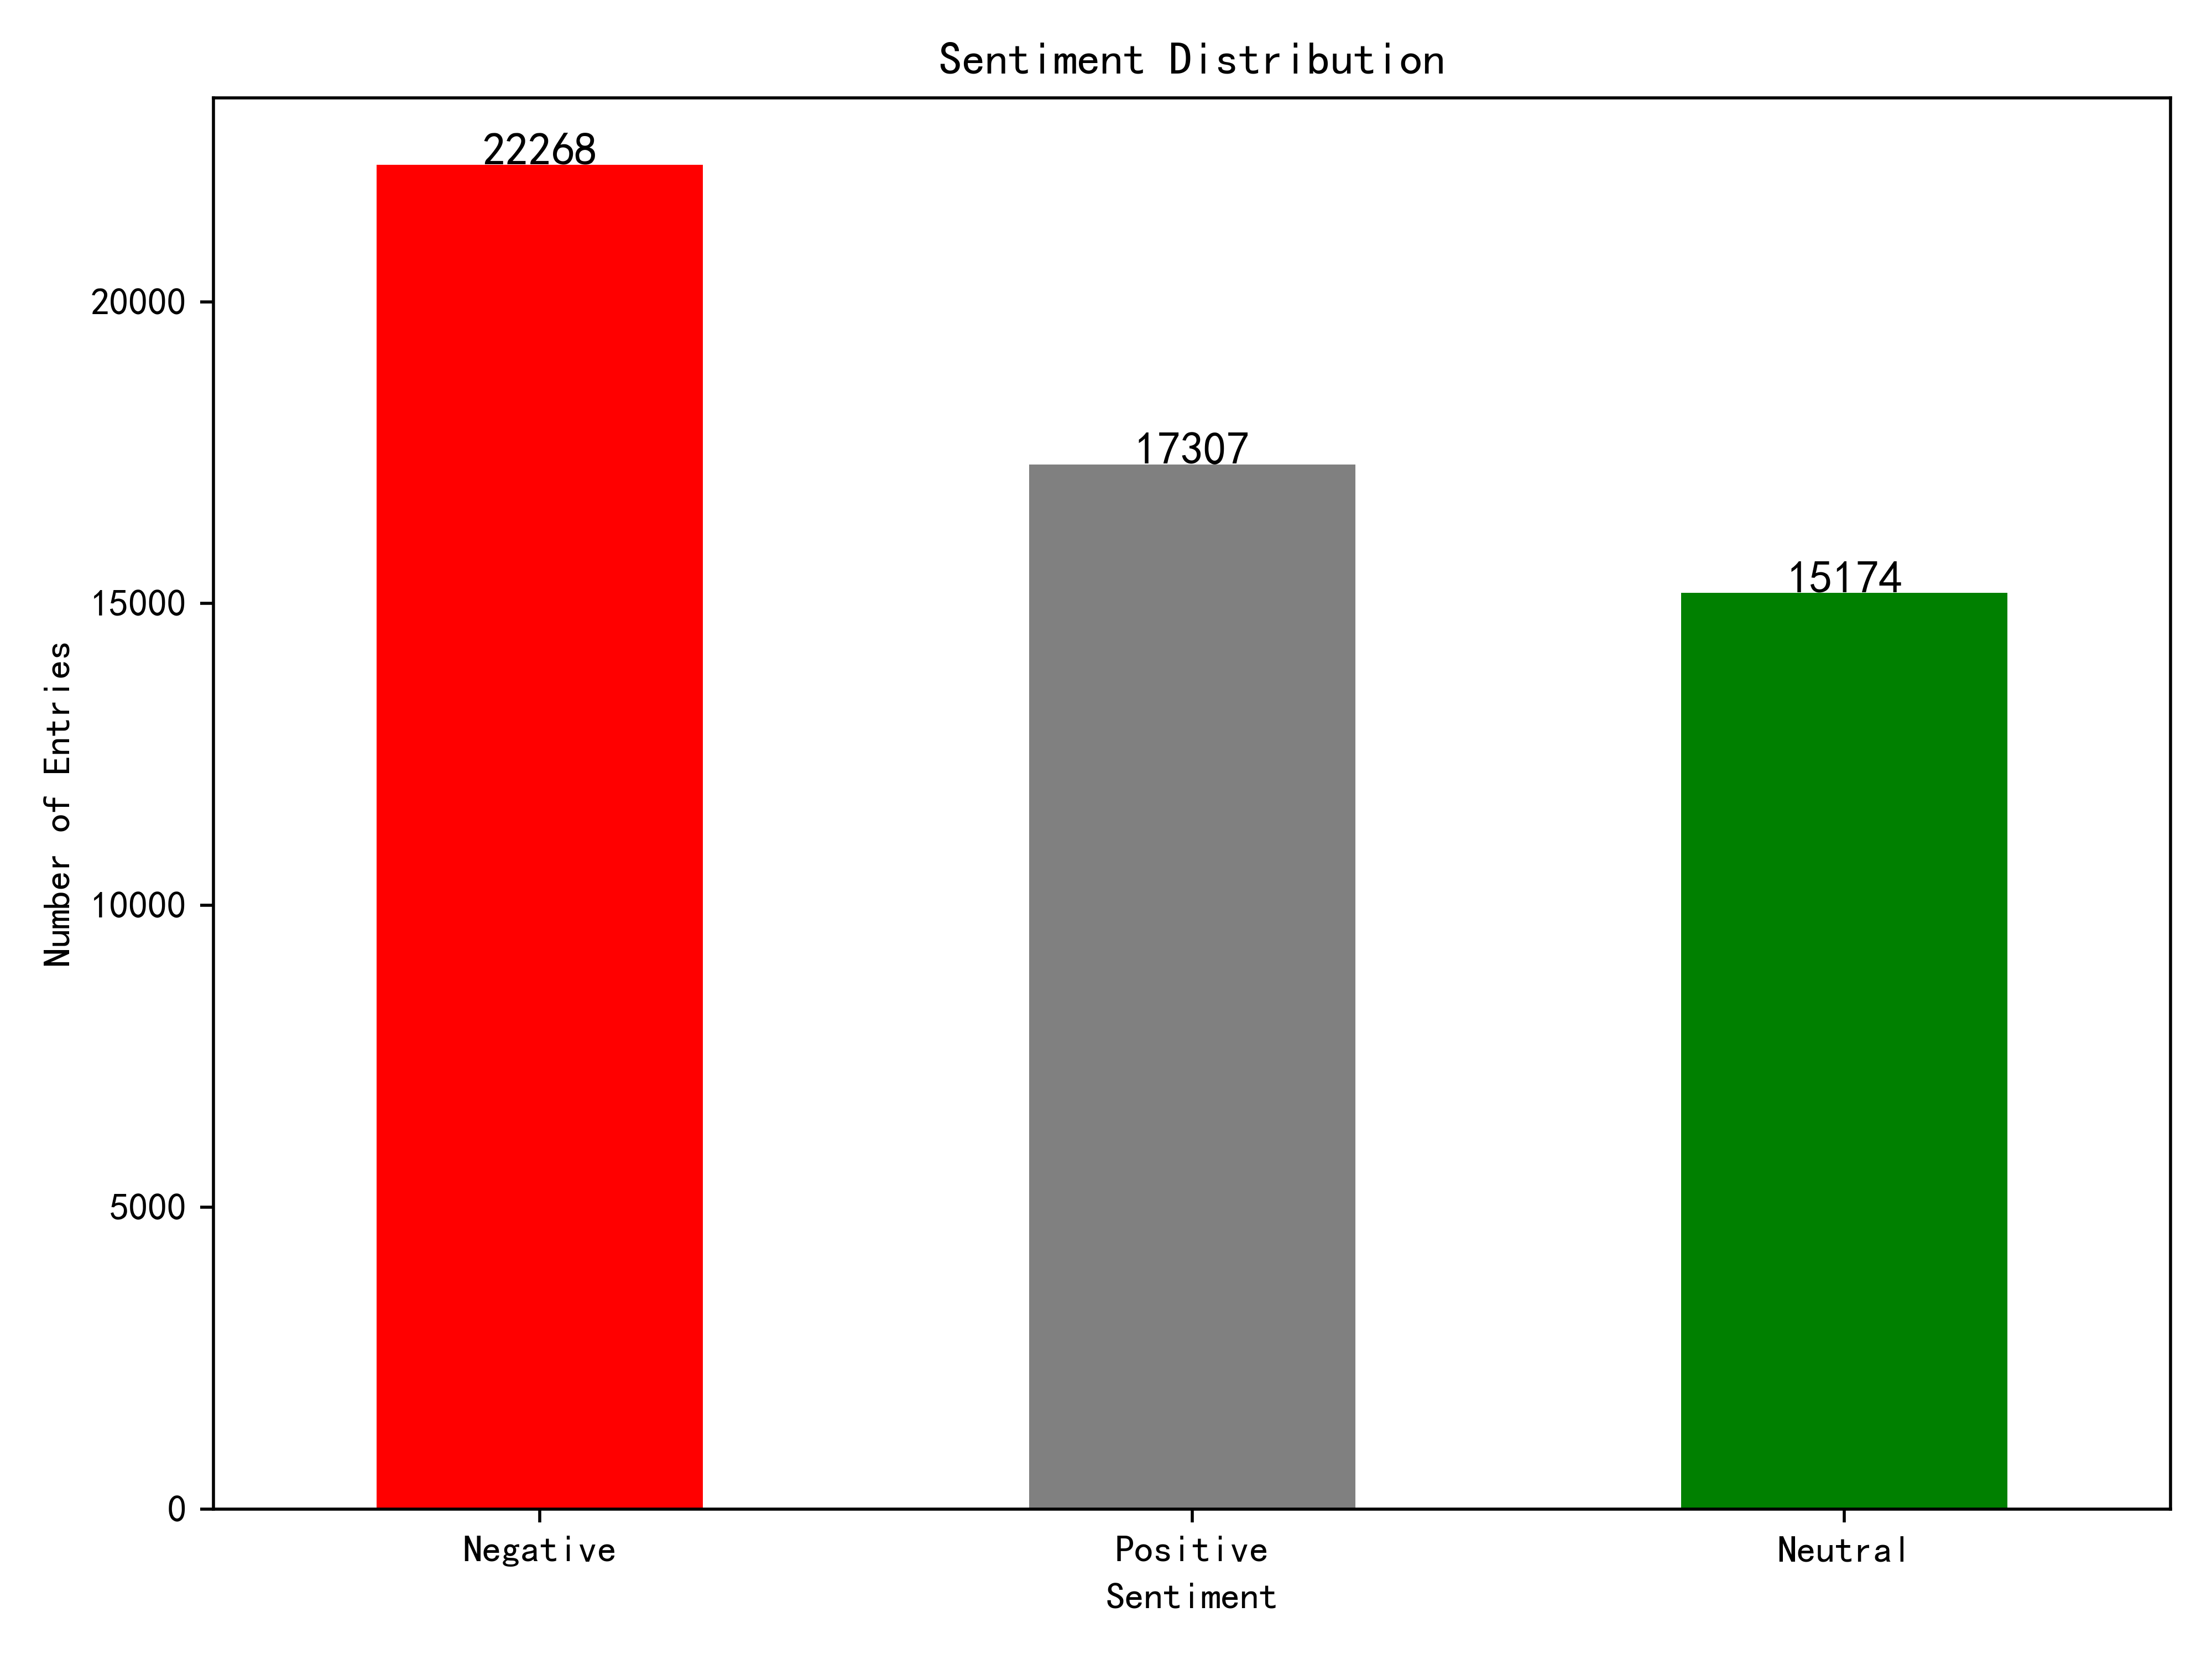 Sentiment Distribution
22268
17307
15174
20000
15000
10000
5000
0
Number of Entries
Negative
Positive
Neutral
Sentiment